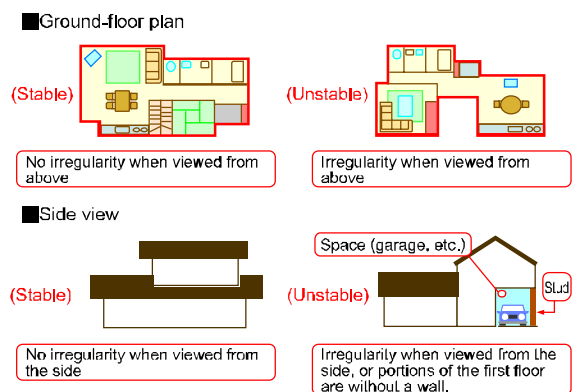 ■Ground-floor plan
(Stable)
(Unstable)
No irregularity when viewed from
above
Irregularity when viewed from
above
■Side view
Space (garage, etc.)
Stud
(Stable)
(Unstable)
No irregularity when viewed from
the side
Irregularity when viewed from the
side, or portions of the first floor
are without a wall.